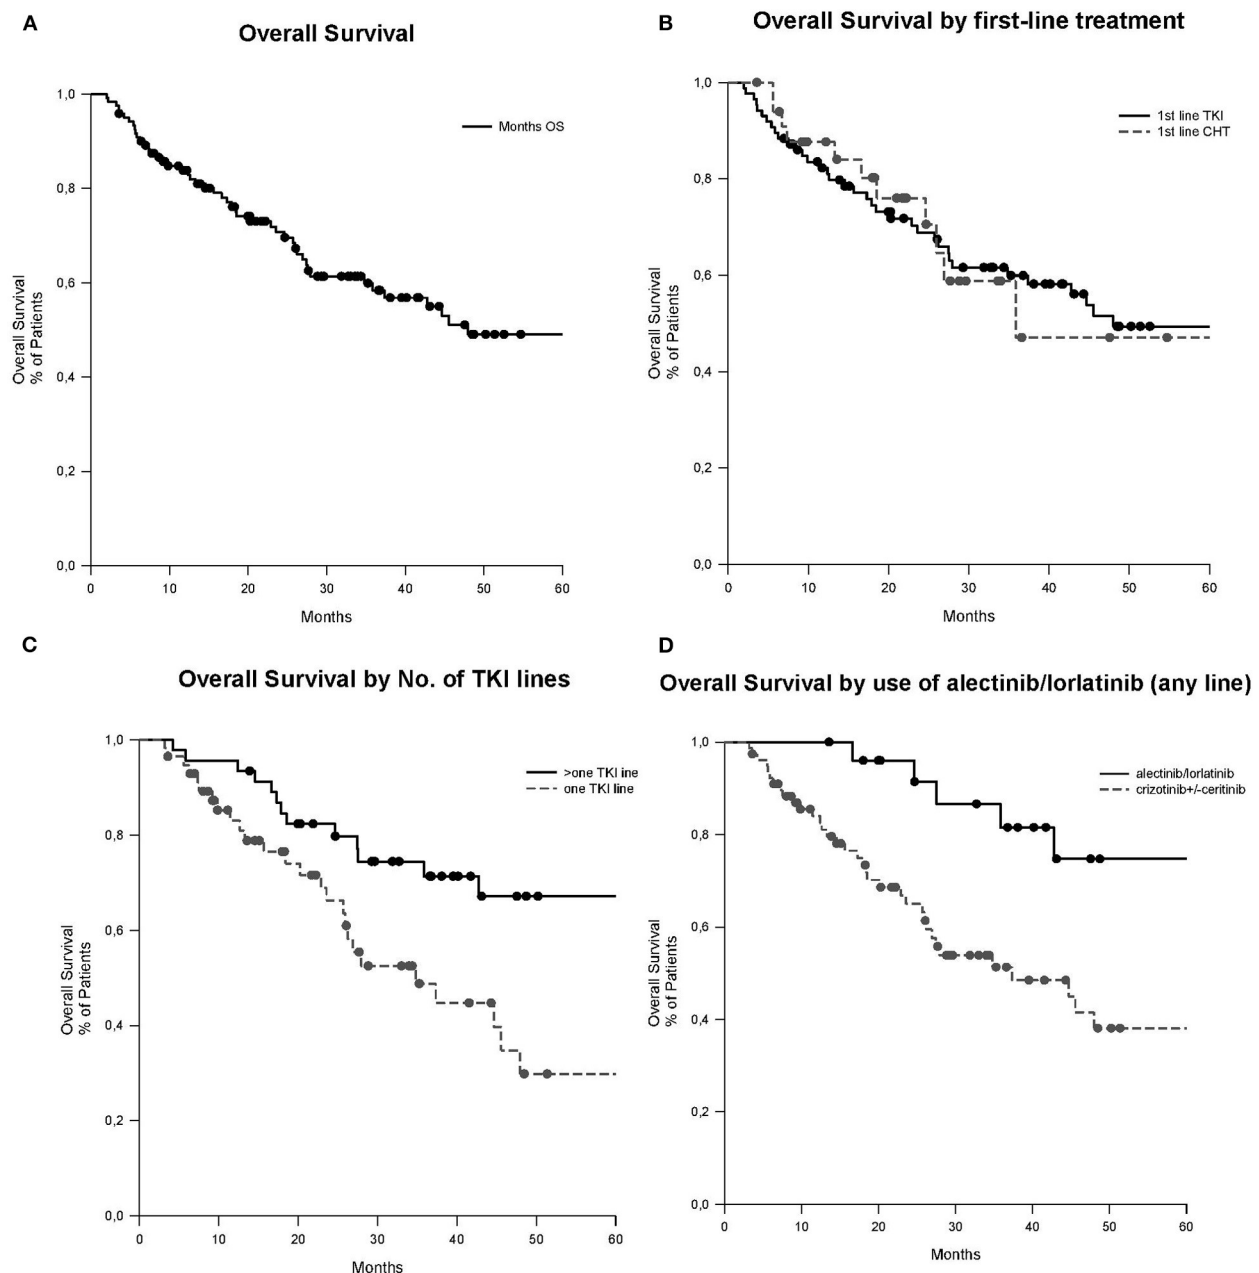 A
Overall Survival
1,0
0,8
0,6
0,4
0,2
0,0
Overall Survival
% of Patients
Months OS
0 10 20 30 40 50 60
Months
B
Overall Survival by first-line treatment
1,0
0,8
0,6
0,4
0,2
0,0
Overall Survival
% of Patients
1st line TKI
1st line CHT
0 10 20 30 40 50 60
Months
C
Overall Survival by No. of TKI lines
1,0
0,8
0,6
0,4
0,2
0,0
Overall Survival
% of Patients
>one TKI line
one TKI line
0 10 20 30 40 50 60
Months
D
Overall Survival by use of alectinib/lorlatinib (any line)
1,0
0,8
0,6
0,4
0,2
0,0
Overall Survival
% of Patients
alectinib/lorlatinib
crizotinib+/-ceritinib
0 10 20 30 40 50 60
Months